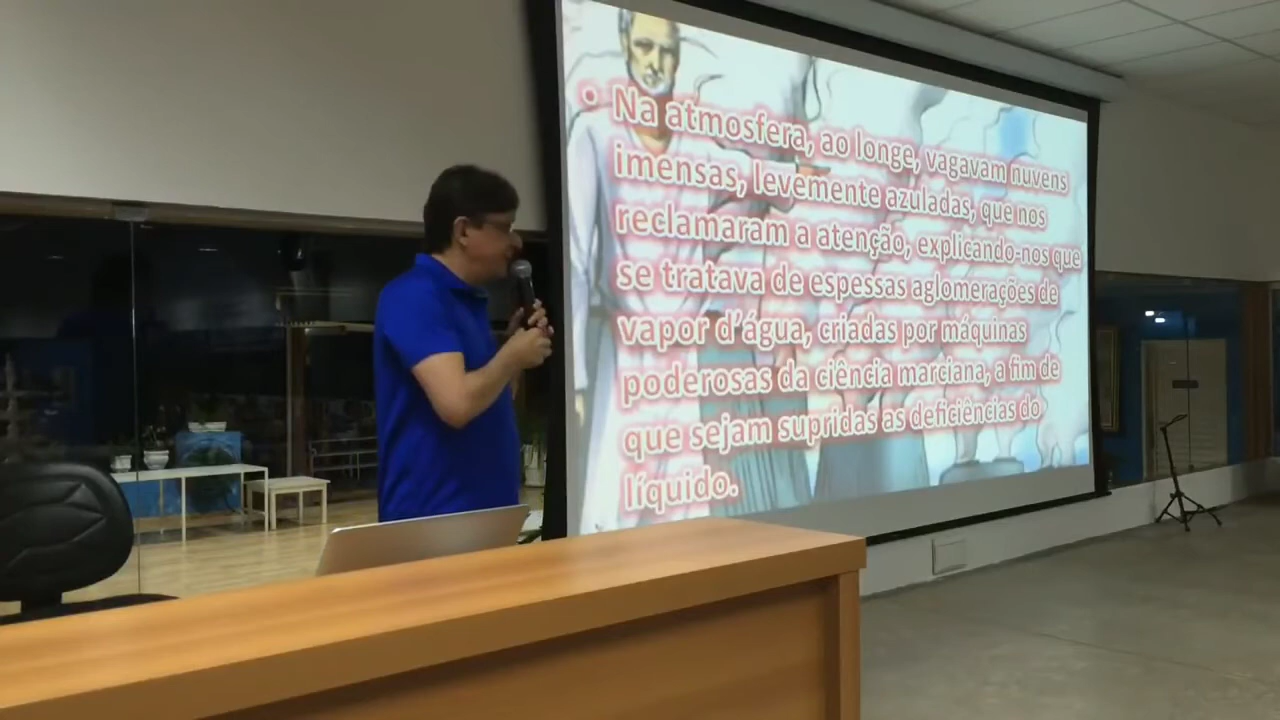 • Na atmosfera, ao longe, vagavam nuvens
imensas, levemente azuladas, que nos
reclamaram a atenção, explicando-nos que
se tratava de espessas aglomerações de
vapor d'água, criadas por máquinas
poderosas da ciência marciana, a fim de
que sejam supridas as deficiências do
líquido.